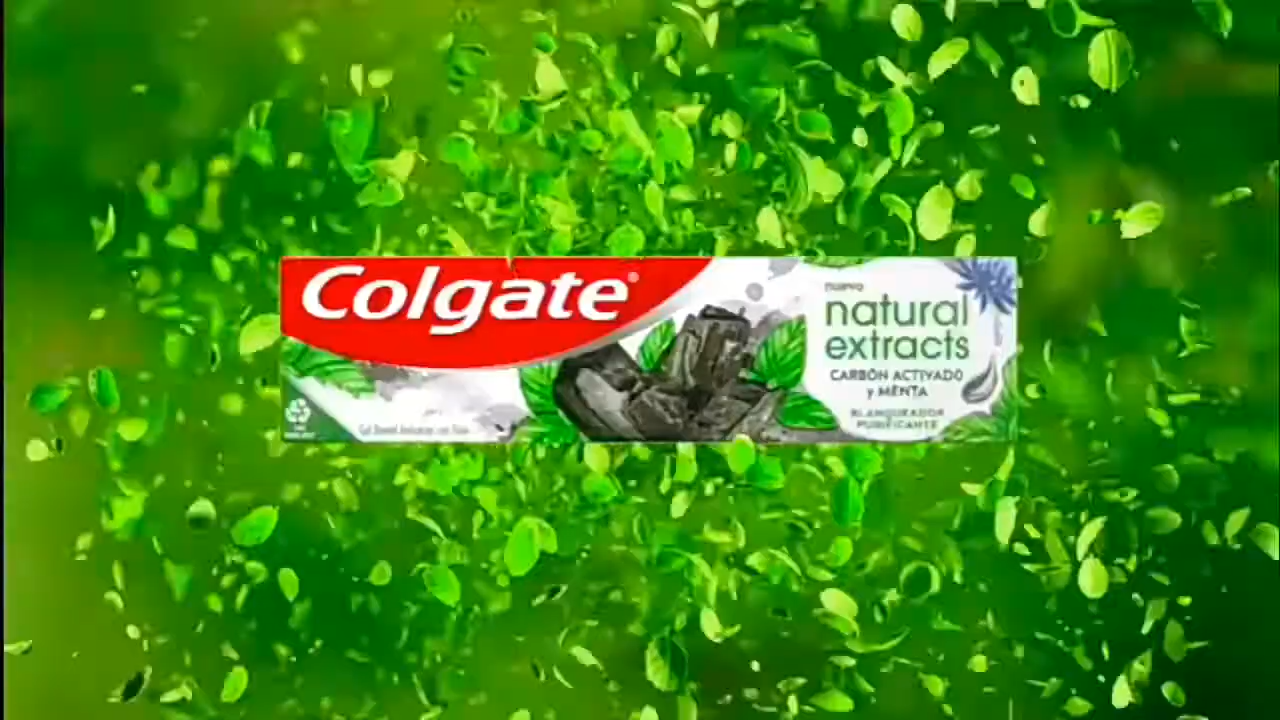 Colgate®
nuevo
natural
extracts
CARBÓN ACTIVADO
y MENTA
BLANQUEADOR
PURIFICANTE